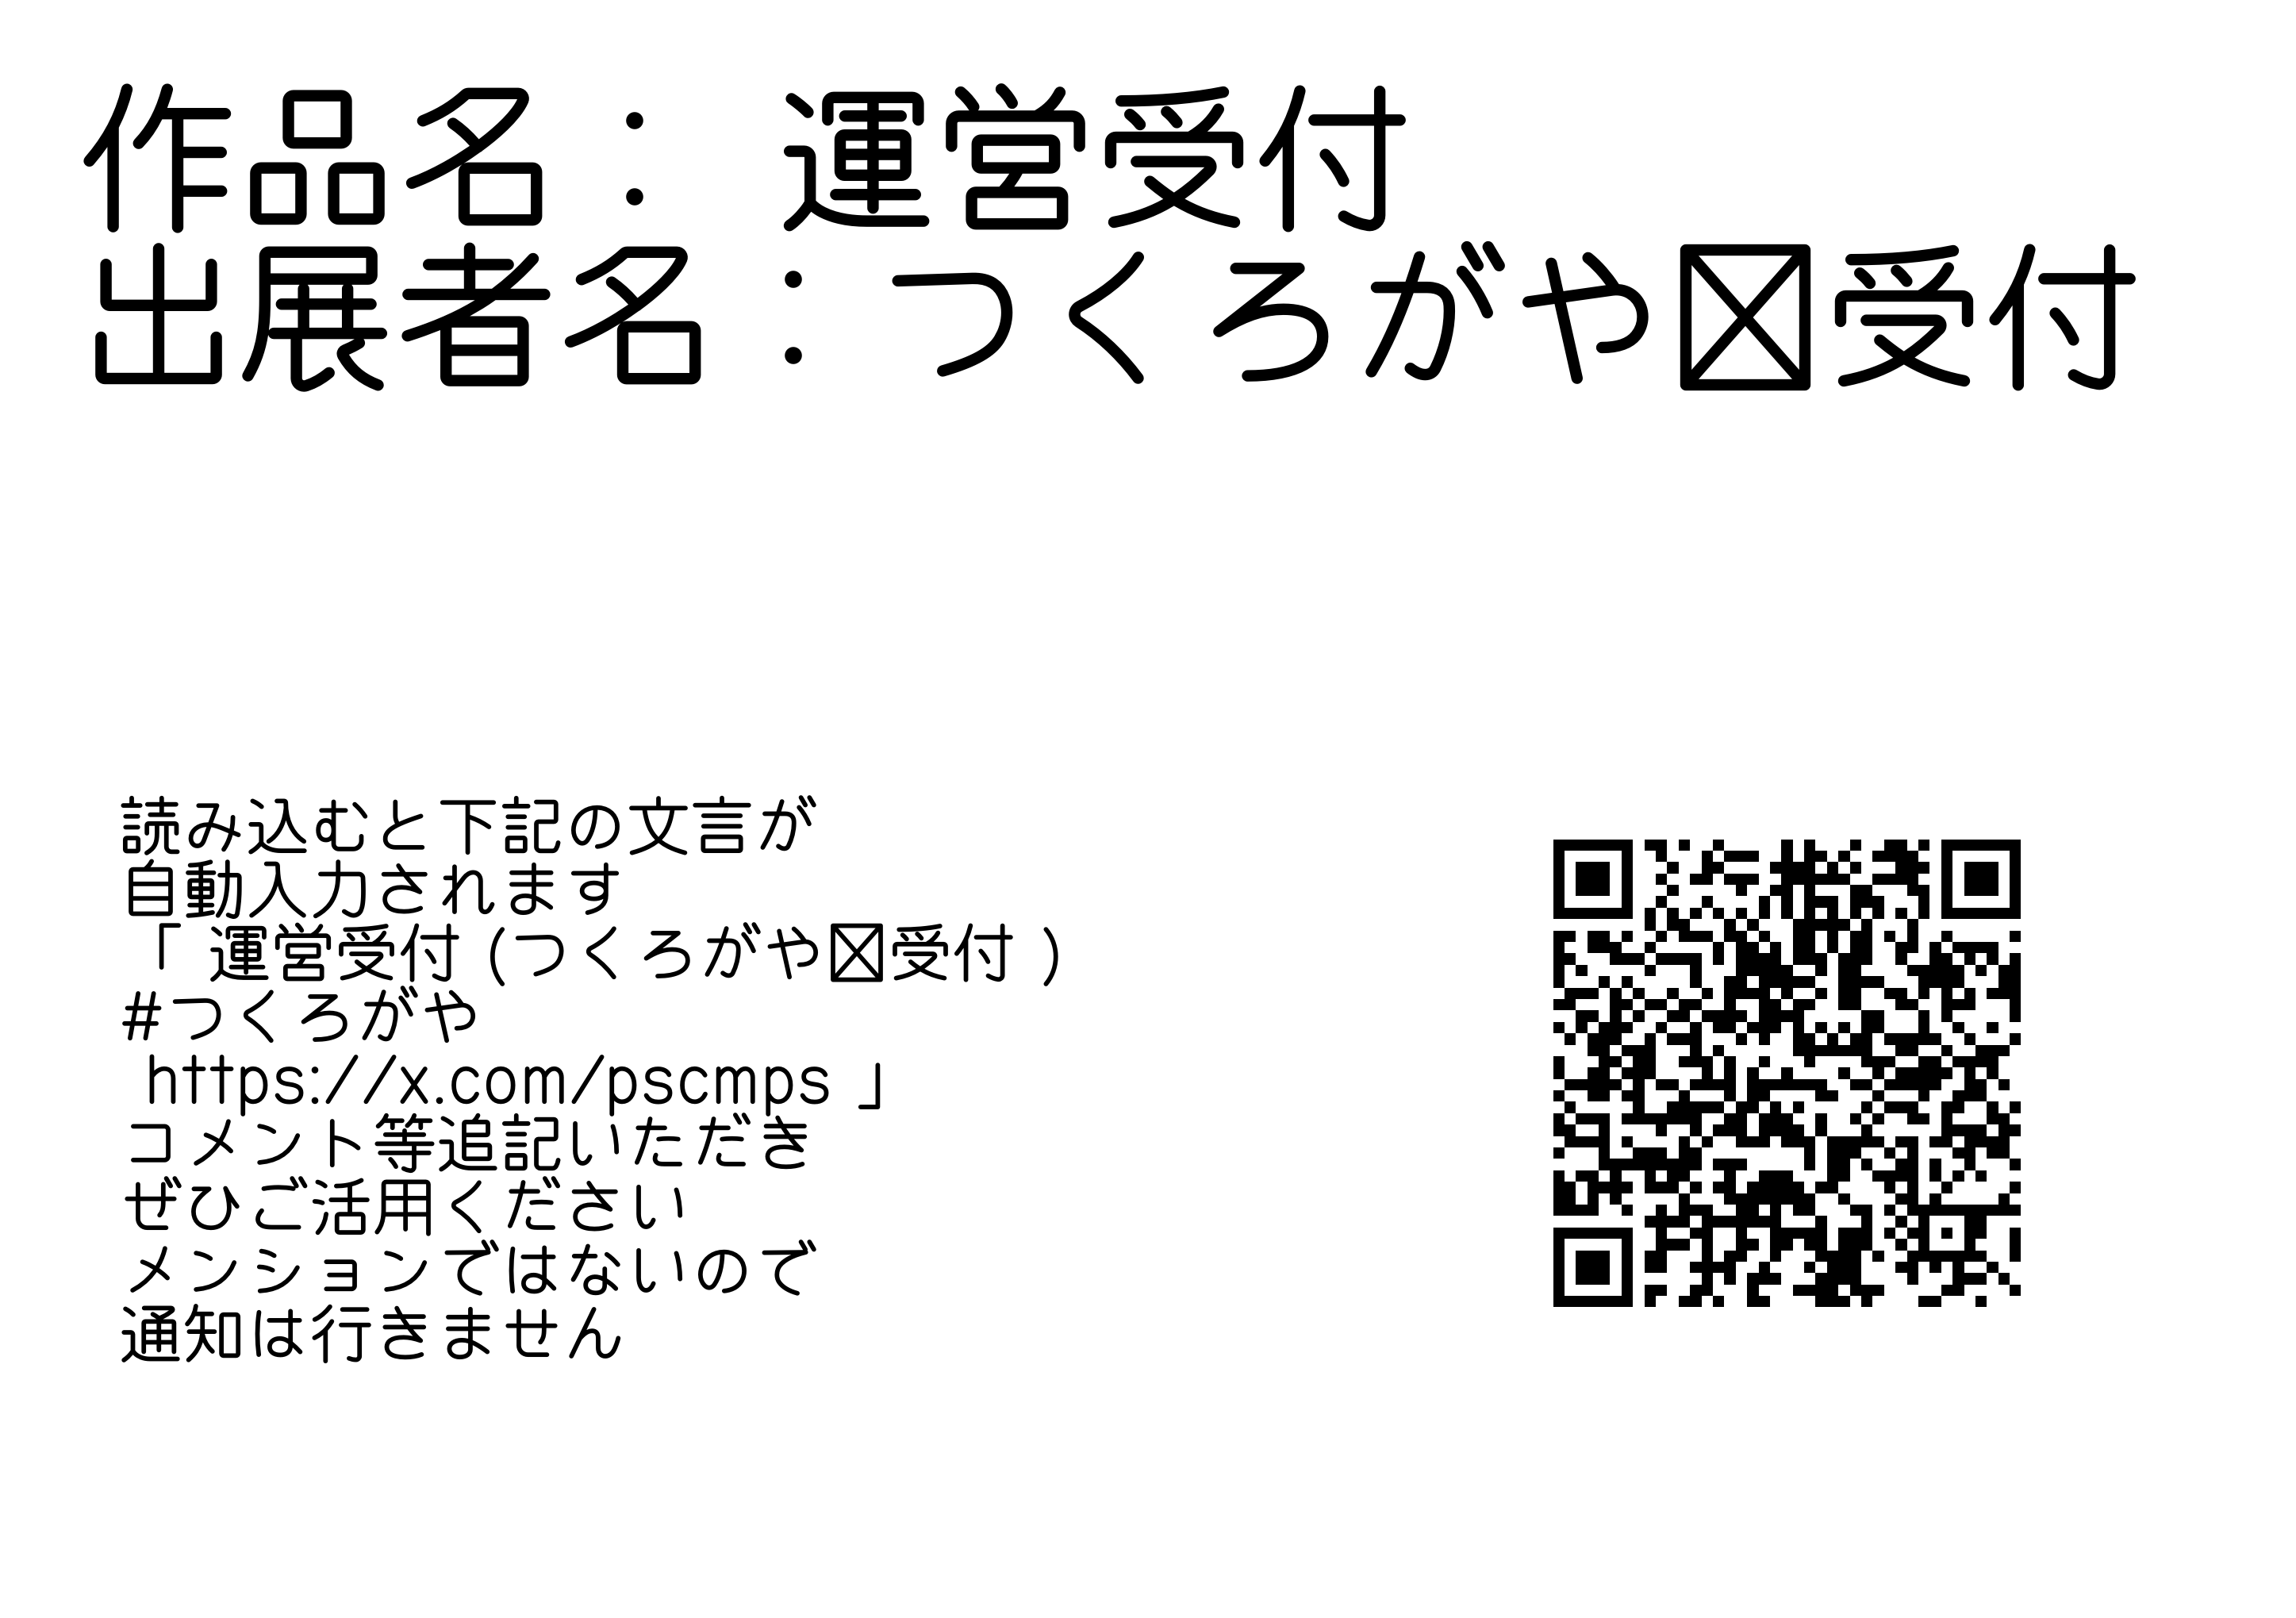 作品名：運営受付
出展者名：つくろがや☒受付
読み込むと下記の文言が
自動入力されます
「運営受付(つくろがや☒受付)
#つくろがや
https://x.com/pscmps」
コメント等追記いただき
ぜひご活用ください
メンションではないので
通知は行きません